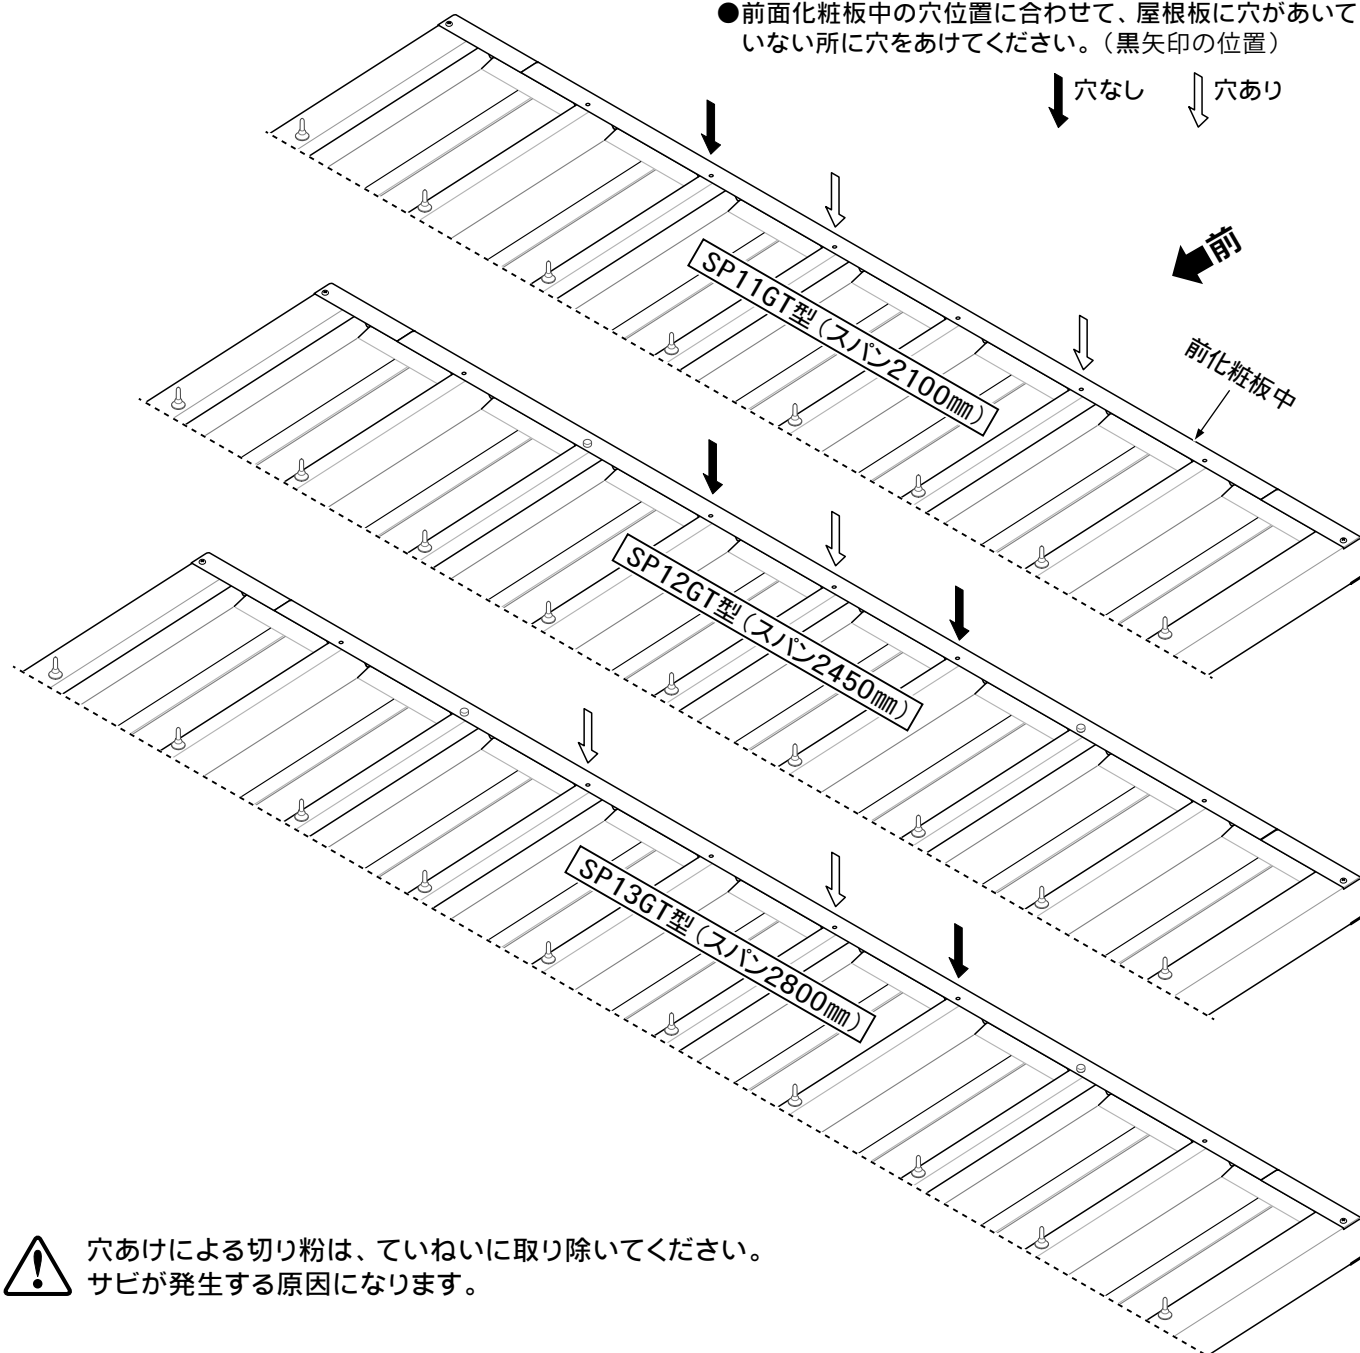 ●前面化粧板中の穴位置に合わせて、屋根板に穴があいて
いない所に穴をあけてください。（黒矢印の位置）
穴なし
穴あり
前
SP11GT型（スパン2100㎜）
前化粧板中
SP12GT型（スパン2450㎜）
SP13GT型（スパン2800㎜）
穴あけによる切り粉は、ていねいに取り除いてください。
サビが発生する原因になります。